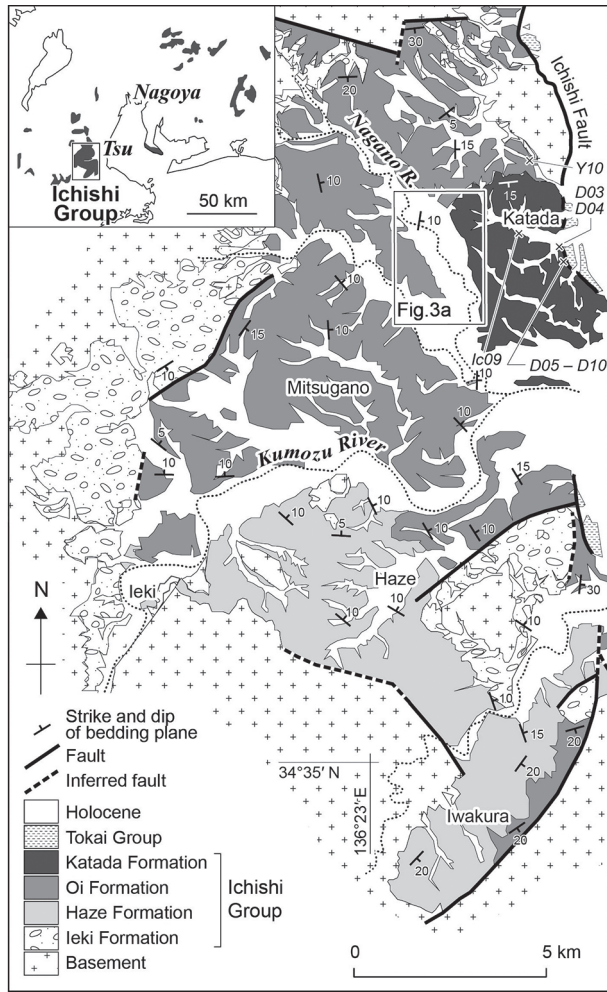 Nagoya
Tsu
Ichishi
Group
50 km
30
20
5
15
Nagano R.
Ichishi Fault
Y10
D03
D04
10
15
Katada
10
Fig.3a
10
15
10
Ic09
D05 – D10
10
10
Mitsugano
10
5
10
10
Kumozu River
15
10
10
5
10
10
Haze
Ieki
10
10
10
30
N
10
15
20
20
Iwakura
20
20
34°35′ N
136°23′E
Strike and dip
of bedding plane
Fault
Inferred fault
Holocene
Tokai Group
Katada Formation
Oi Formation
Haze Formation
Ieki Formation
Basement
Ichishi
Group
0 5 km